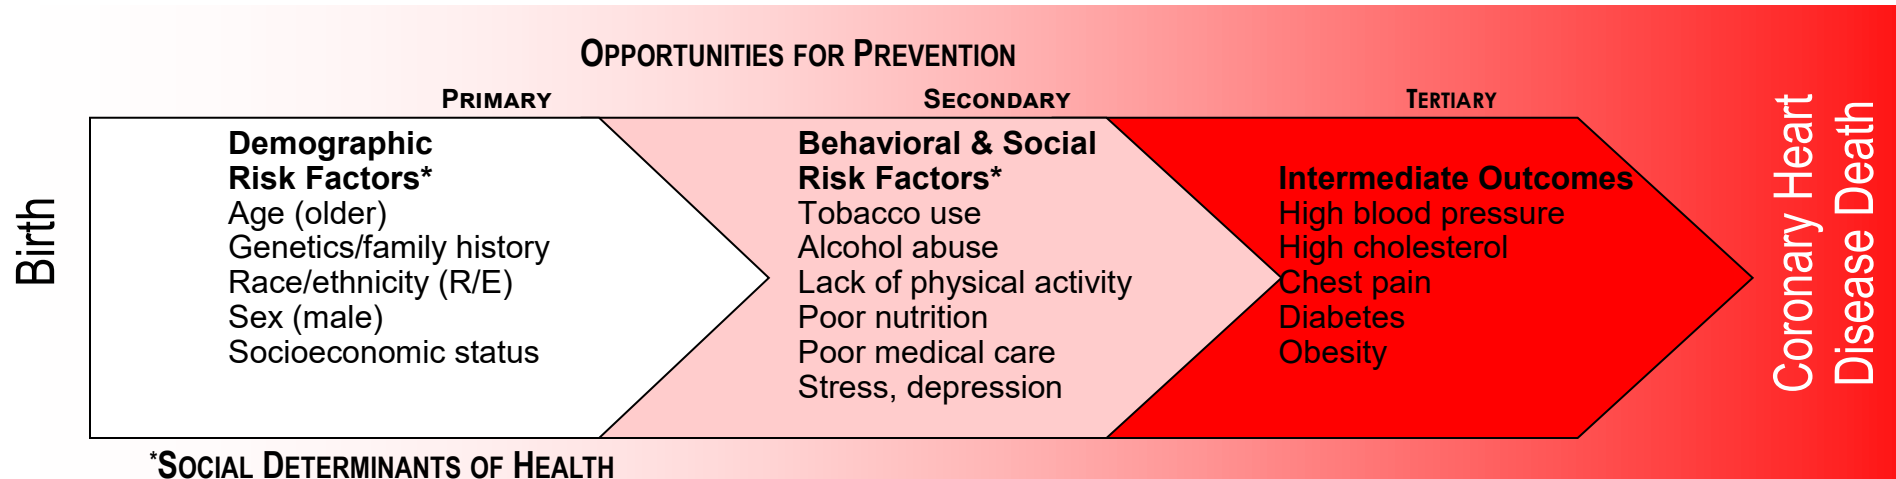 OPPORTUNITIES FOR PREVENTION
PRIMARY
SECONDARY
TERTIARY
Birth
Demographic
Risk Factors*
Age (older)
Genetics/family history
Race/ethnicity (R/E)
Sex (male)
Socioeconomic status
Behavioral & Social
Risk Factors*
Tobacco use
Alcohol abuse
Lack of physical activity
Poor nutrition
Poor medical care
Stress, depression
Intermediate Outcomes
High blood pressure
High cholesterol
Chest pain
Diabetes
Obesity
Coronary Heart
Disease Death
*SOCIAL DETERMINANTS OF HEALTH